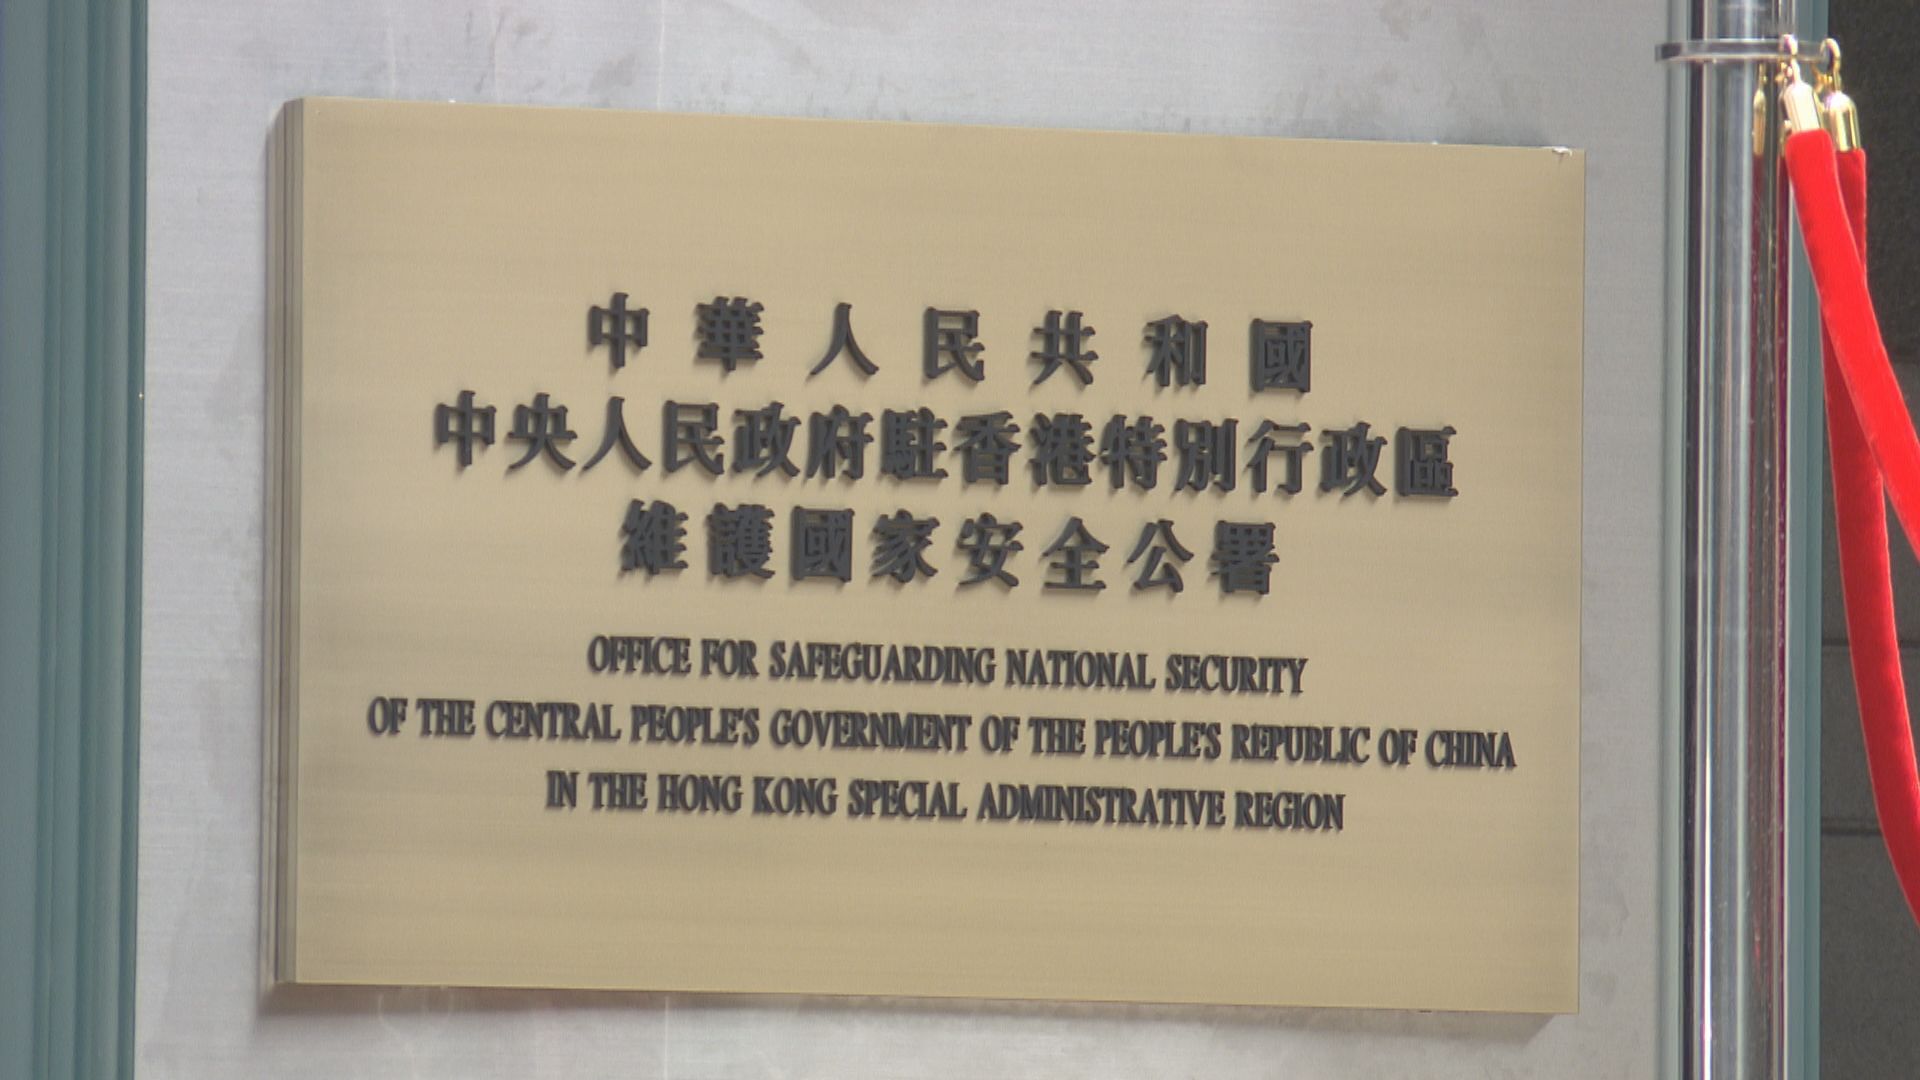 中華人民共和國
中央人民政府駐香港特別行政區
維護國家安全公署
OFFICE FOR SAFEGUARDING NATIONAL SECURITY
OF THE CENTRAL PEOPLE'S GOVERNMENT OF THE PEOPLE'S REPUBLIC OF CHINA
IN THE HONG KONG SPECIAL ADMINISTRATIVE REGION